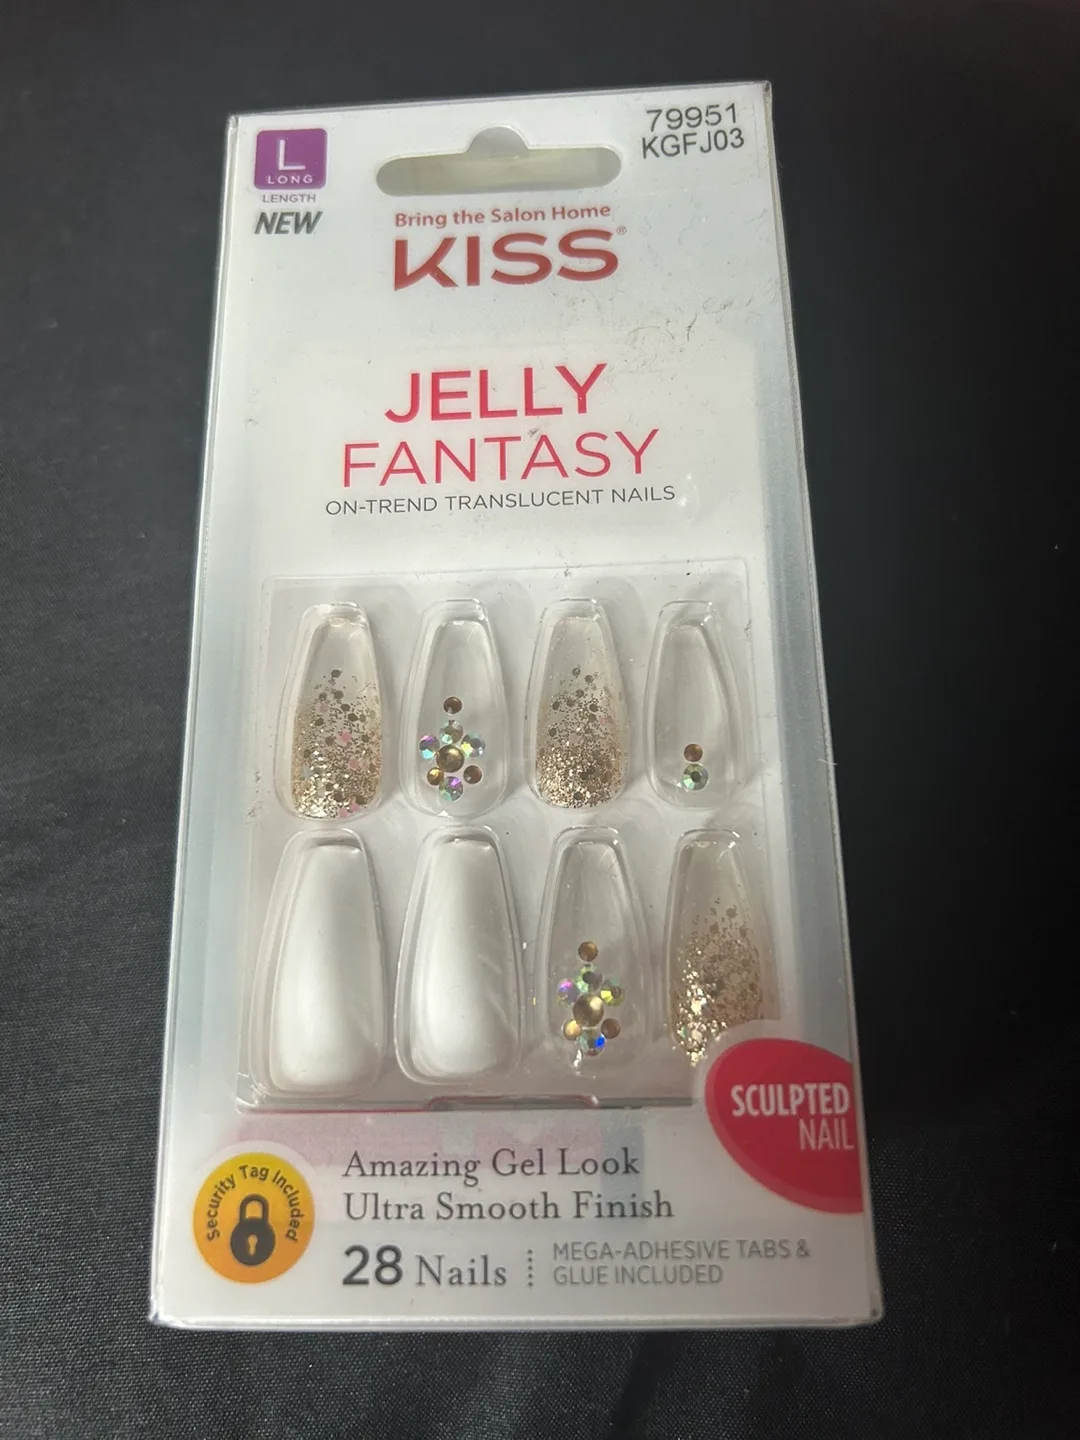 79951
KGFJ03
L
LONG
LENGTH
NEW
Bring the Salon Home
KISS®
JELLY
FANTASY
ON-TREND TRANSLUCENT NAILS
SCULPTED
NAIL
Security Tag Included
Amazing Gel Look
Ultra Smooth Finish
28 Nails
MEGA-ADHESIVE TABS &
GLUE INCLUDED